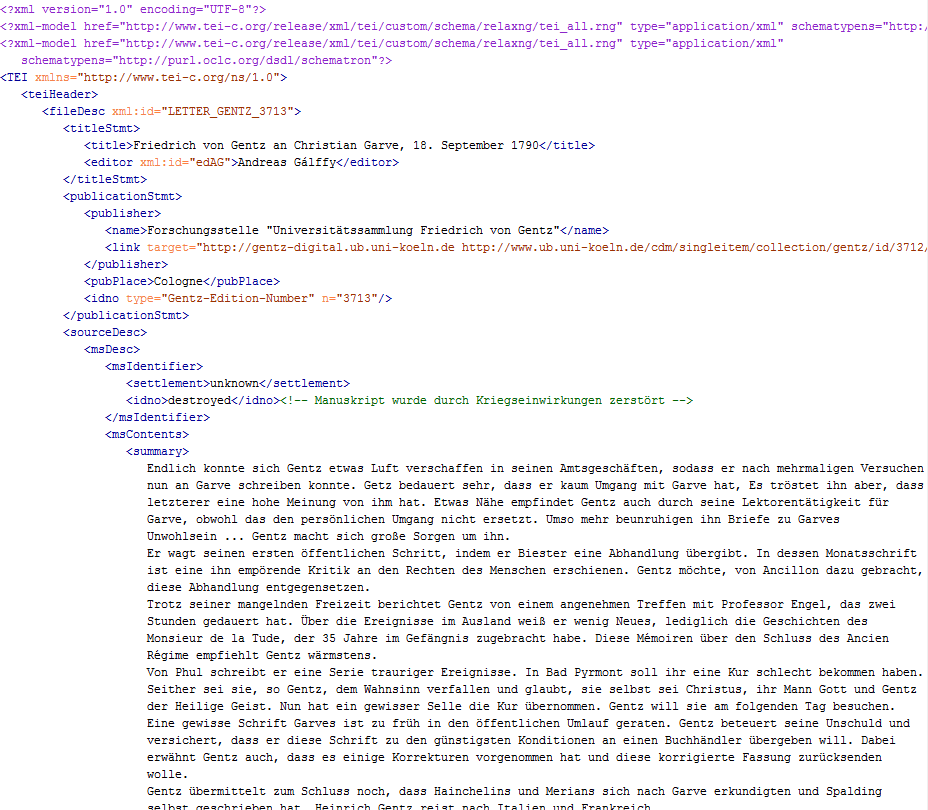 <?xml version="1.0" encoding="UTF-8"?>
<?xml-model href="http://www.tei-c.org/release/xml/tei/custom/schema/relaxng/tei_all.rng" type="application/xml" schematypens="http:/
<?xml-model href="http://www.tei-c.org/release/xml/tei/custom/schema/relaxng/tei_all.rng" type="application/xml"
schematypens="http://purl.oclc.org/dsdl/schematron"?>
<TEI xmlns="http://www.tei-c.org/ns/1.0">
<teiHeader>
<fileDesc xml:id="LETTER_GENTZ_3713">
<titleStmt>
<title>Friedrich von Gentz an Christian Garve, 18. September 1790</title>
<editor xml:id="edAG">Andreas Gálffy</editor>
</titleStmt>
<publicationStmt>
<publisher>
<name>Forschungsstelle "Universitätssammlung Friedrich von Gentz"</name>
<link target="http://gentz-digital.ub.uni-koeln.de http://www.ub.uni-koeln.de/cdm/singleitem/collection/gentz/id/3712/
</publisher>
<pubPlace>Cologne</pubPlace>
<idno type="Gentz-Edition-Number" n="3713"/>
</publicationStmt>
<sourceDesc>
<msDesc>
<msIdentifier>
<settlement>unknown</settlement>
<idno>destroyed</idno><!-- Manuskript wurde durch Kriegseinwirkungen zerstört -->
</msIdentifier>
<msContents>
<summary>
Endlich konnte sich Gentz etwas Luft verschaffen in seinen Amtsgeschäften, sodass er nach mehrmaligen Versuchen
nun an Garve schreiben konnte. Getz bedauert sehr, dass er kaum Umgang mit Garve hat, Es tröstet ihn aber, dass
letzterer eine hohe Meinung von ihm hat. Etwas Nähe empfindet Gentz auch durch seine Lektorentätigkeit für
Garve, obwohl das den persönlichen Umgang nicht ersetzt. Umso mehr beunruhigen ihn Briefe zu Garves
Unwohlsein ... Gentz macht sich große Sorgen um ihn.
Er wagt seinen ersten öffentlichen Schritt, indem er Biester eine Abhandlung übergibt. In dessen Monatsschrift
ist eine ihn empörende Kritik an den Rechten des Menschen erschienen. Gentz möchte, von Ancillon dazu gebracht,
diese Abhandlung entgegensetzen.
Trotz seiner mangelnden Freizeit berichtet Gentz von einem angenehmen Treffen mit Professor Engel, das zwei
Stunden gedauert hat. Über die Ereignisse im Ausland weiß er wenig Neues, lediglich die Geschichten des
Monsieur de la Tude, der 35 Jahre im Gefängnis zugebracht habe. Diese Mémoiren über den Schluss des Ancien
Régime empfiehlt Gentz wärmstens.
Von Phul schreibt er eine Serie trauriger Ereignisse. In Bad Pyrmont soll ihr eine Kur schlecht bekommen haben.
Seither sei sie, so Gentz, dem Wahnsinn verfallen und glaubt, sie selbst sei Christus, ihr Mann Gott und Gentz
der Heilige Geist. Nun hat ein gewisser Selle die Kur übernommen. Gentz will sie am folgenden Tag besuchen.
Eine gewisse Schrift Garves ist zu früh in den öffentlichen Umlauf geraten. Gentz beteuert seine Unschuld und
versichert, dass er diese Schrift zu den günstigsten Konditionen an einen Buchhändler übergeben will. Dabei
erwähnt Gentz auch, dass es einige Korrekturen vorgenommen hat und diese korrigierte Fassung zurücksenden
wolle.
Gentz übermittelt zum Schluss noch, dass Hainchelins und Merians sich nach Garve erkundigten und Spalding
selbst geschrieben hat. Heinrich Gentz reist nach Italien und Frankreich.